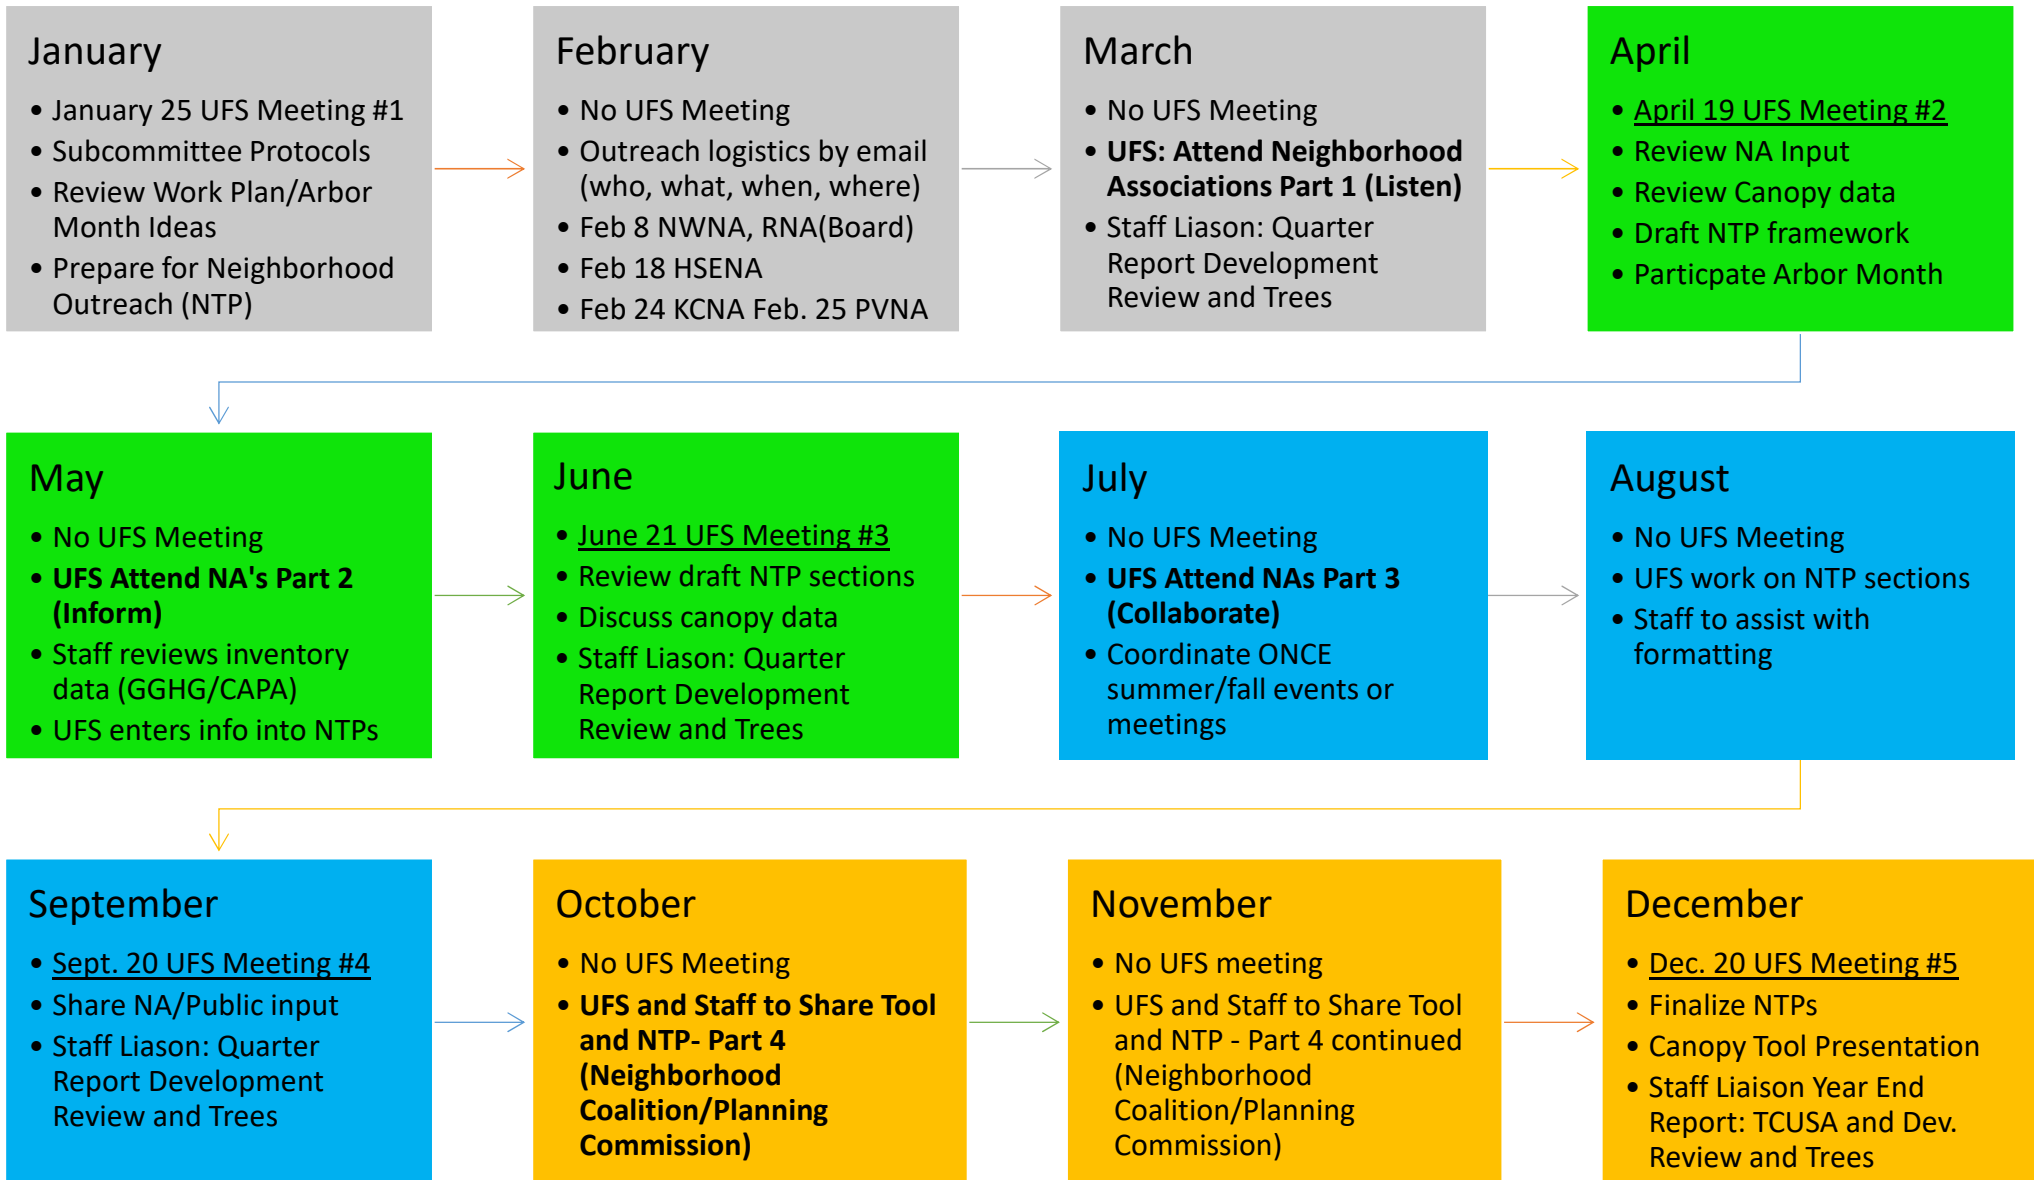 January
• January 25 UFS Meeting #1
• Subcommittee Protocols
• Review Work Plan/Arbor
Month Ideas
• Prepare for Neighborhood
Outreach (NTP)
February
• No UFS Meeting
• Outreach logistics by email
(who, what, when, where)
• Feb 8 NWNA, RNA(Board)
• Feb 18 HSENA
• Feb 24 KCNA Feb. 25 PVNA
March
• No UFS Meeting
• UFS: Attend Neighborhood
Associations Part 1 (Listen)
• Staff Liason: Quarter
Report Development
Review and Trees
April
• April 19 UFS Meeting #2
• Review NA Input
• Review Canopy data
• Draft NTP framework
• Particpate Arbor Month
May
• No UFS Meeting
• UFS Attend NA's Part 2
(Inform)
• Staff reviews inventory
data (GGHG/CAPA)
• UFS enters info into NTPs
June
• June 21 UFS Meeting #3
• Review draft NTP sections
• Discuss canopy data
• Staff Liason: Quarter
Report Development
Review and Trees
July
• No UFS Meeting
• UFS Attend NAs Part 3
(Collaborate)
• Coordinate ONCE
summer/fall events or
meetings
August
• No UFS Meeting
• UFS work on NTP sections
• Staff to assist with
formatting
September
• Sept. 20 UFS Meeting #4
• Share NA/Public input
• Staff Liason: Quarter
Report Development
Review and Trees
October
• No UFS Meeting
• UFS and Staff to Share Tool
and NTP- Part 4
(Neighborhood
Coalition/Planning
Commission)
November
• No UFS meeting
• UFS and Staff to Share Tool
and NTP - Part 4 continued
(Neighborhood
Coalition/Planning
Commission)
December
• Dec. 20 UFS Meeting #5
• Finalize NTPs
• Canopy Tool Presentation
• Staff Liaison Year End
Report: TCUSA and Dev.
Review and Trees